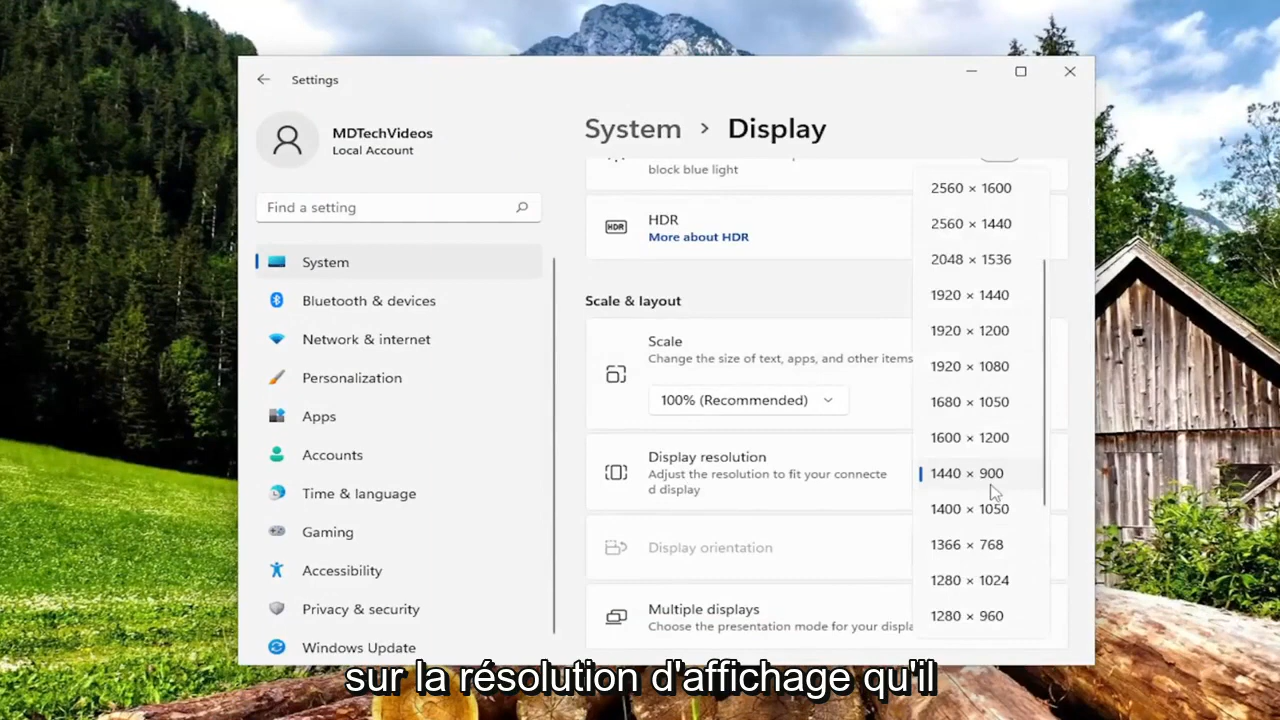 Settings
MDTechVideos
Local Account
Find a setting
System
Bluetooth & devices
Network & internet
Personalization
Apps
Accounts
Time & language
Gaming
Accessibility
Privacy & security
Windows Update
System > Display
block blue light
HDR
HDR
More about HDR
Scale & layout
Scale
Change the size of text, apps, and other items
100% (Recommended)
Display resolution
Adjust the resolution to fit your connecte
d display
Display orientation
Multiple displays
Choose the presentation mode for your displa
2560 × 1600
2560 × 1440
2048 × 1536
1920 × 1440
1920 × 1200
1920 × 1080
1680 × 1050
1600 × 1200
1440 × 900
1400 × 1050
1366 × 768
1280 × 1024
1280 × 960
sur la résolution d'affichage qu'il